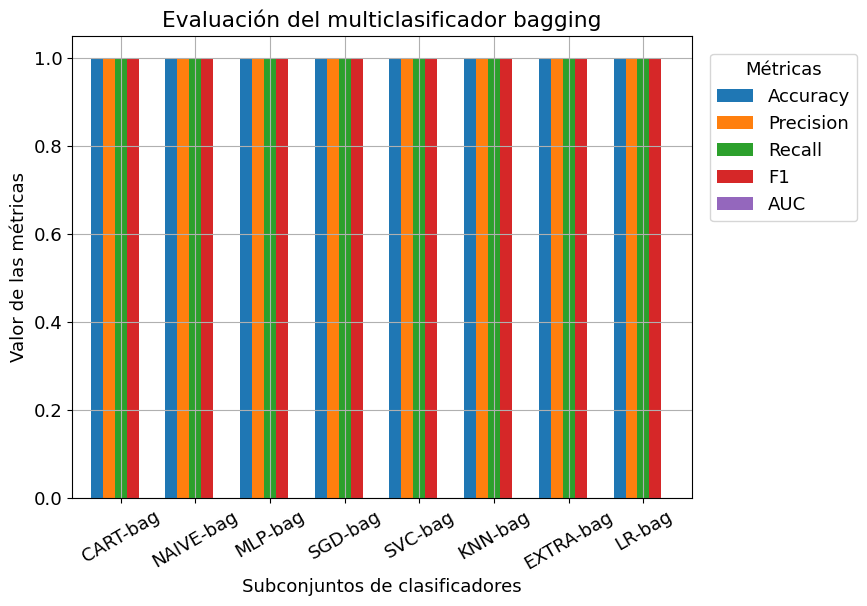 Evaluación del multiclasificador bagging
Valor de las métricas
1.0
0.8
0.6
0.4
0.2
0.0
CART-bag
NAIVE-bag
MLP-bag
SGD-bag
SVC-bag
KNN-bag
EXTRA-bag
LR-bag
Subconjuntos de clasificadores
Métricas
Accuracy
Precision
Recall
F1
AUC